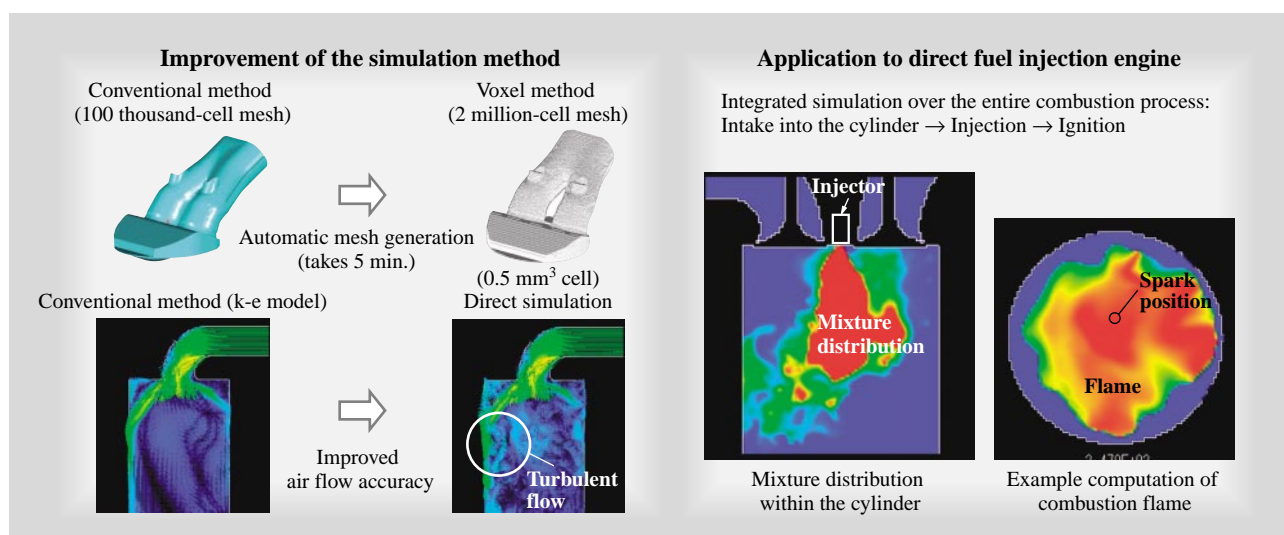 Improvement of the simulation method
Conventional method
(100 thousand-cell mesh)
Voxel method
(2 million-cell mesh)
Automatic mesh generation
(takes 5 min.)
(0.5 mm³ cell)
Conventional method (k-e model)
Direct simulation
Improved
air flow accuracy
Turbulent
flow
Application to direct fuel injection engine
Integrated simulation over the entire combustion process:
Intake into the cylinder → Injection → Ignition
Injector
Mixture
distribution
Mixture distribution
within the cylinder
Spark
position
Flame
Example computation of
combustion flame